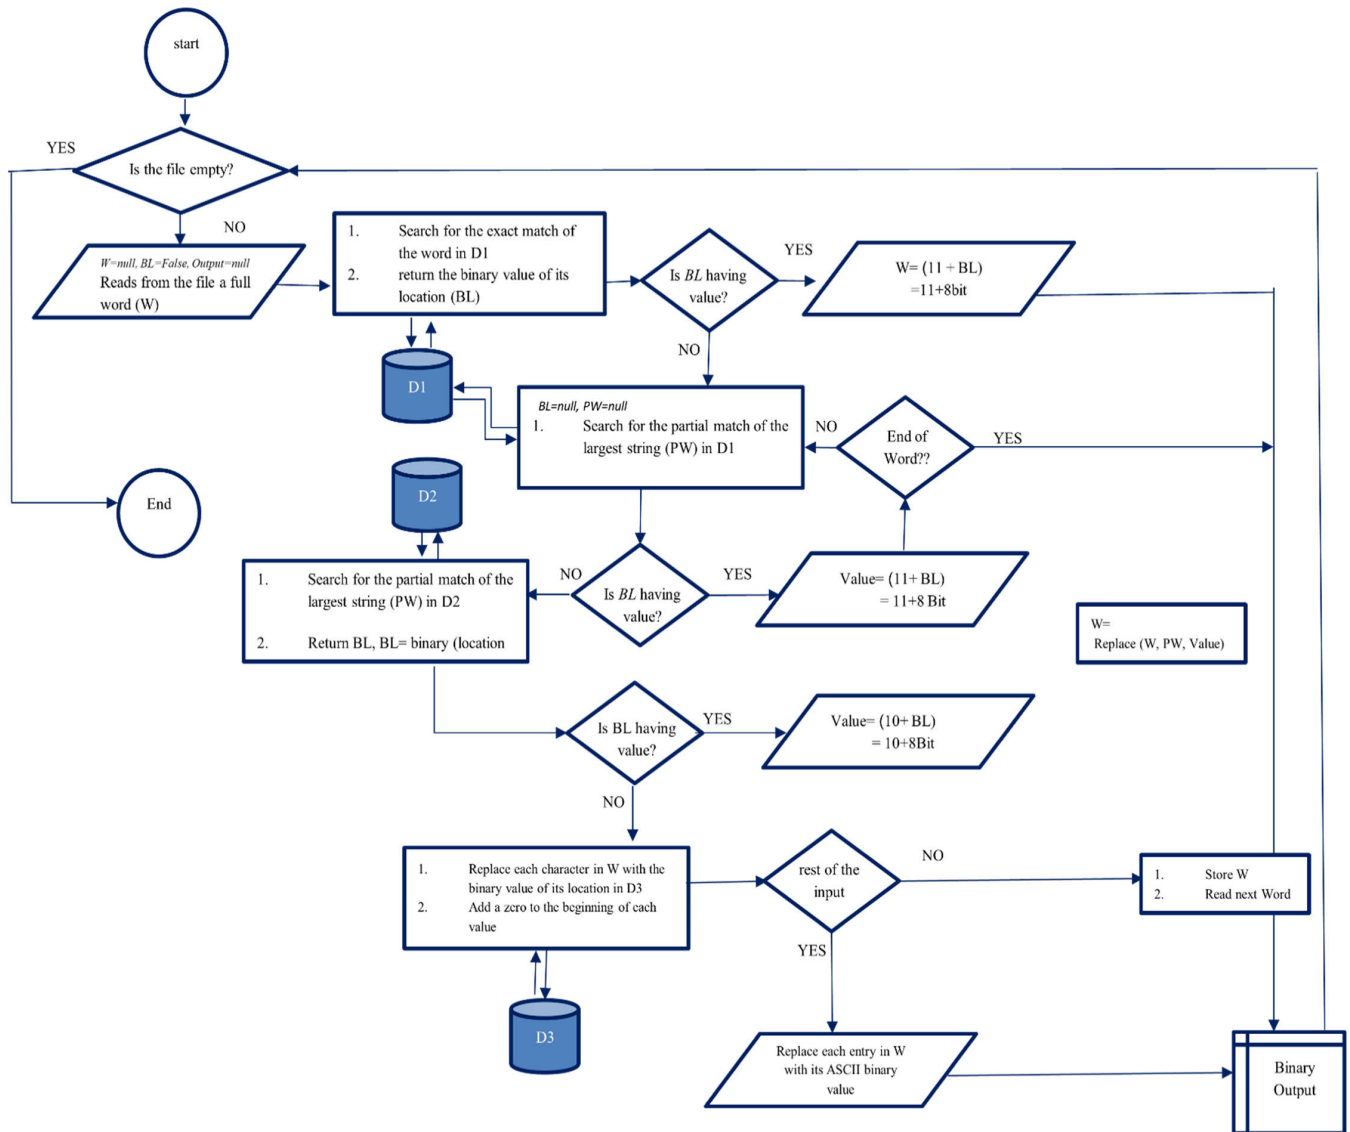 start
YES
Is the file empty?
NO
W=null, BL=False, Output=null
Reads from the file a full
word (W)
1. Search for the exact match of
the word in D1
2. return the binary value of its
location (BL)
Is BL having
value?
YES
W= (11 + BL)
=11+8bit
NO
D1
BL=null, PW=null
1. Search for the partial match of the
largest string (PW) in D1
NO
End of
Word??
YES
D2
End
1. Search for the partial match of the
largest string (PW) in D2
2. Return BL, BL= binary (location
NO
Is BL having
value?
YES
Value= (11+ BL)
= 11+8 Bit
W=
Replace (W, PW, Value)
Is BL having
value?
YES
Value= (10+ BL)
= 10+8Bit
NO
1. Replace each character in W with the
binary value of its location in D3
2. Add a zero to the beginning of each
value
rest of the
input
NO
1. Store W
2. Read next Word
YES
D3
Replace each entry in W
with its ASCII binary
value
Binary
Output